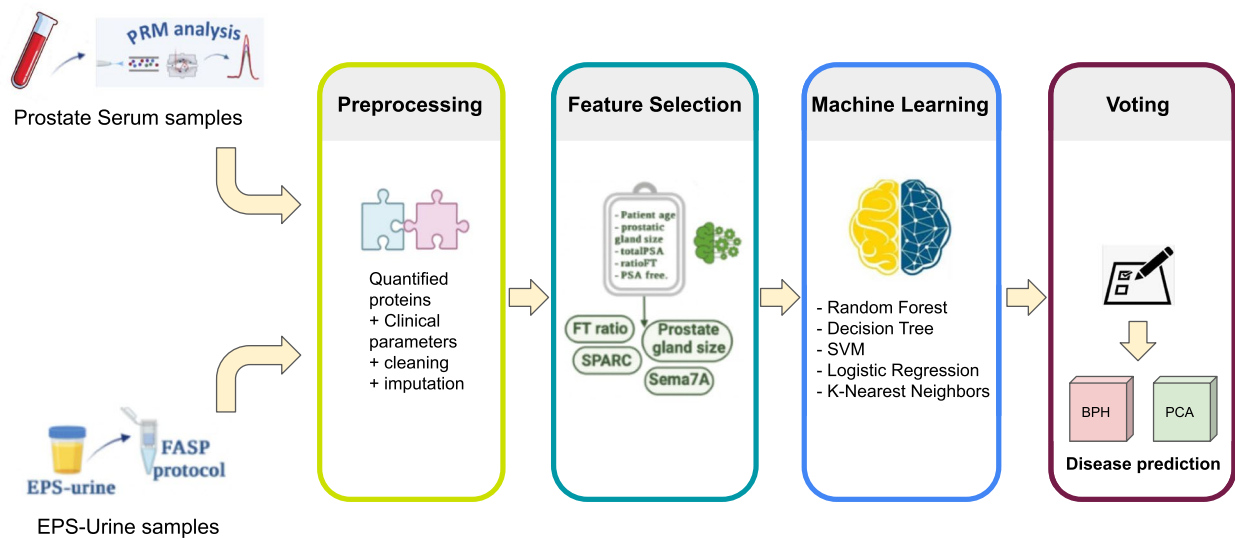 PRM analysis
Prostate Serum samples
EPS-urine
FASP
protocol
EPS-Urine samples
Preprocessing
Quantified
proteins
+ Clinical
parameters
+ cleaning
+ imputation
Feature Selection
- Patient age
- prostatic
gland size
- totalPSA
- ratioFT
- PSA free.
FT ratio
SPARC
Prostate
gland size
Sema7A
Machine Learning
- Random Forest
- Decision Tree
- SVM
- Logistic Regression
- K-Nearest Neighbors
Voting
BPH
PCA
Disease prediction